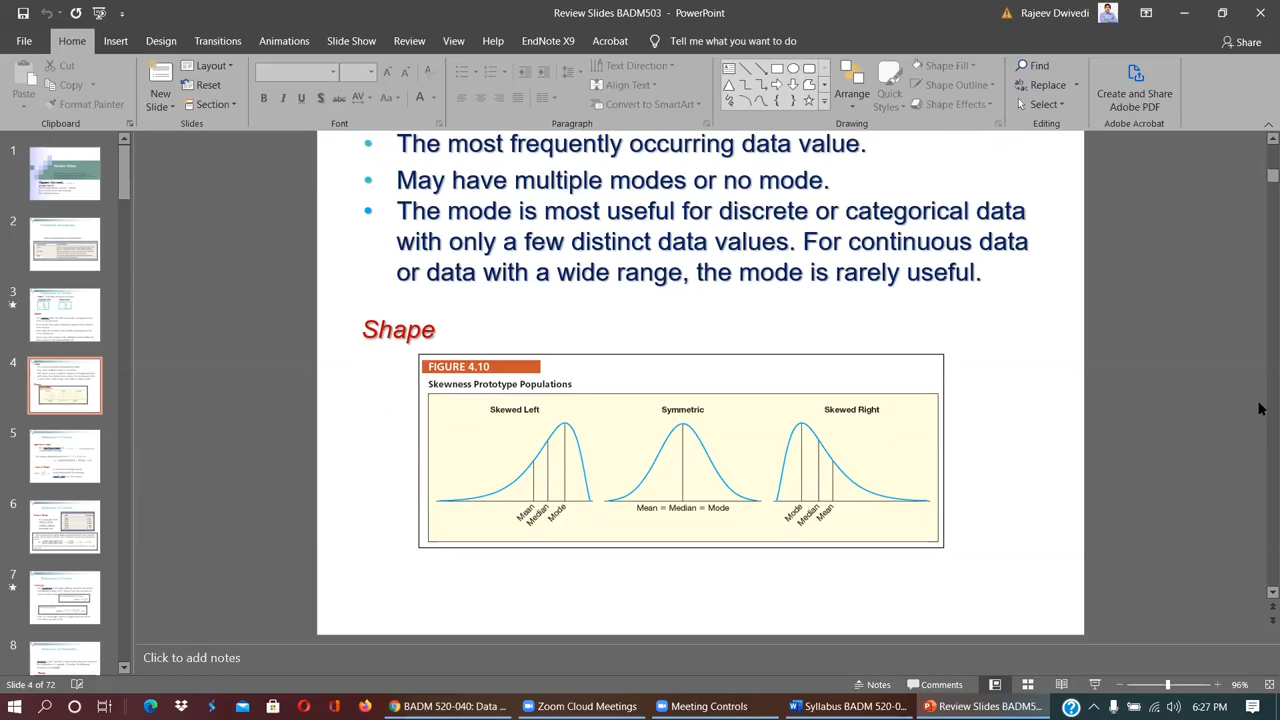 Review Slides BADM503 - PowerPoint
Rajeev Dwivedi
File Home Insert Design Transitions Animations Slide Show Review View Help EndNote X9 Acrobat Tell me what you want to do
Share
Paste
Cut
Copy
Format Painter
Clipboard
New Slide
Layout
Reset
Section
Slides
Font
Text Direction
Align Text
Convert to SmartArt
Paragraph
Arrange
Quick Styles
Shape Fill
Shape Outline
Shape Effects
Drawing
Find
Replace
Select
Editing
Create and Share Adobe PDF
Adobe Acrobat
1
2
3
4
5
6
7
8
• The most frequently occurring data value.
• May have multiple modes or no mode.
• The mode is most useful for discrete or categorical data
with only a few distinct data values. For continuous data
or data with a wide range, the mode is rarely useful.
Shape
FIGURE 4.10
Skewness Prototype Populations
Skewed Left Symmetric Skewed Right
Mean Median Mode
Mean = Median = Mode
Mode Median Mean
k to add
Slide 4 of 72
Notes Comments
96%
BADM 520-040: Data ...
Zoom Cloud Meetings
Meeting Controls
Syllabus BADM 520-0...
Review Slides BADM5...
6:27 PM